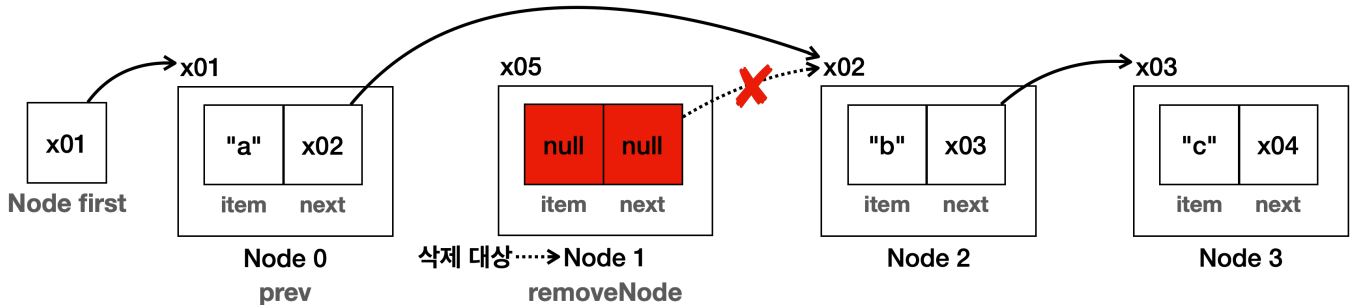 x01
Node first
x01
"a" x02
item next
Node 0
prev
x05
null null
item next
삭제 대상 Node 1
removeNode
x02
"b" x03
item next
Node 2
x03
"c" x04
item next
Node 3